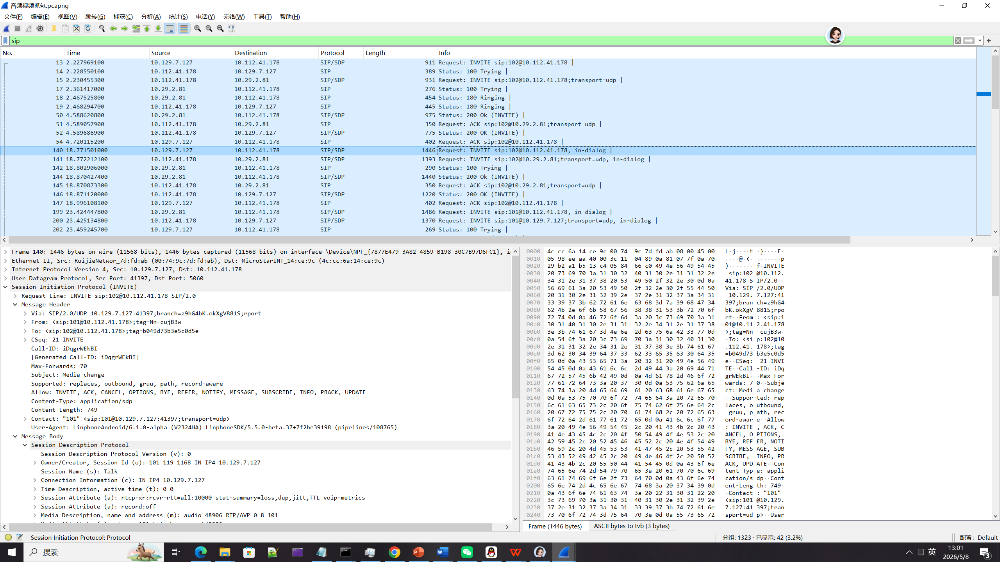 音频视频抓包.pcapng
文件(F) 编辑(E) 视图(V) 跳转(G) 捕获(C) 分析(A) 统计(S) 电话(Y) 无线(W) 工具(T) 帮助(H)
sip
No. Time Source Destination Protocol Length Info
13 2.227969100 10.129.7.127 10.112.41.178 SIP/SDP 911 Request: INVITE sip:102@10.112.41.178 |
14 2.228550100 10.112.41.178 10.129.7.127 SIP 389 Status: 100 Trying |
15 2.230455300 10.112.41.178 10.29.2.81 SIP/SDP 931 Request: INVITE sip:102@10.112.41.178;transport=udp |
17 2.361417000 10.29.2.81 10.112.41.178 SIP 276 Status: 100 Trying |
18 2.467525800 10.29.2.81 10.112.41.178 SIP 454 Status: 180 Ringing |
19 2.468294700 10.112.41.178 10.129.7.127 SIP 445 Status: 180 Ringing |
50 4.588620800 10.29.2.81 10.112.41.178 SIP/SDP 975 Status: 200 Ok (INVITE) |
51 4.589057900 10.112.41.178 10.29.2.81 SIP 350 Request: ACK sip:102@10.29.2.81;transport=udp |
52 4.589686900 10.112.41.178 10.129.7.127 SIP/SDP 775 Status: 200 OK (INVITE) |
54 4.720115200 10.129.7.127 10.112.41.178 SIP 402 Request: ACK sip:102@10.112.41.178 |
140 18.771501000 10.129.7.127 10.112.41.178 SIP/SDP 1446 Request: INVITE sip:102@10.112.41.178, in-dialog |
141 18.772212100 10.112.41.178 10.29.2.81 SIP/SDP 1393 Request: INVITE sip:102@10.29.2.81;transport=udp, in-dialog |
142 18.802906000 10.29.2.81 10.112.41.178 SIP 290 Status: 100 Trying |
144 18.870427400 10.29.2.81 10.112.41.178 SIP/SDP 1440 Status: 200 Ok (INVITE) |
145 18.870873300 10.112.41.178 10.29.2.81 SIP 350 Request: ACK sip:102@10.29.2.81;transport=udp |
146 18.871120000 10.112.41.178 10.129.7.127 SIP/SDP 1220 Status: 200 OK (INVITE) |
147 18.996108100 10.129.7.127 10.112.41.178 SIP 402 Request: ACK sip:102@10.112.41.178 |
199 23.424447800 10.29.2.81 10.112.41.178 SIP/SDP 1486 Request: INVITE sip:101@10.112.41.178, in-dialog |
200 23.425134800 10.112.41.178 10.129.7.127 SIP/SDP 1370 Request: INVITE sip:101@10.129.7.127;transport=udp, in-dialog |
202 23.459245700 10.129.7.127 10.112.41.178 SIP 269 Status: 100 Trying |
Frame 140: 1446 bytes on wire (11568 bits), 1446 bytes captured (11568 bits) on interface \Device\NPF_{7877E479-3A82-4859-B198-30C7B97D6FC1}, i
Ethernet II, Src: RuijieNetwor_7d:fd:ab (00:74:9c:7d:fd:ab), Dst: MicroStarINT_14:ce:9c (4c:cc:6a:14:ce:9c)
Internet Protocol Version 4, Src: 10.129.7.127, Dst: 10.112.41.178
User Datagram Protocol, Src Port: 41397, Dst Port: 5060
Session Initiation Protocol (INVITE)
Request-Line: INVITE sip:102@10.112.41.178 SIP/2.0
Message Header
Via: SIP/2.0/UDP 10.129.7.127:41397;branch=z9hG4bK.okXgV881S;rport
From: <sip:101@10.112.41.178>;tag=Nn-cujB3w
To: <sip:102@10.112.41.178>;tag=b049d73b3e5c0d5e
CSeq: 21 INVITE
Call-ID: iDqgrWEkBI
[Generated Call-ID: iDqgrWEkBI]
Max-Forwards: 70
Subject: Media change
Supported: replaces, outbound, gruu, path, record-aware
Allow: INVITE, ACK, CANCEL, OPTIONS, BYE, REFER, NOTIFY, MESSAGE, SUBSCRIBE, INFO, PRACK, UPDATE
Content-Type: application/sdp
Content-Length: 749
Contact: "101" <sip:101@10.129.7.127:41397;transport=udp>
User-Agent: LinphoneAndroid/6.1.0-alpha (V2324HA) LinphoneSDK/5.5.0-beta.37+7f2be39198 (pipelines/108765)
Message Body
Session Description Protocol
Session Description Protocol Version (v): 0
Owner/Creator, Session Id (o): 101 119 1168 IN IP4 10.129.7.127
Session Name (s): Talk
Connection Information (c): IN IP4 10.129.7.127
Time Description, active time (t): 0 0
Session Attribute (a): rtcp-xr:rcvr-rtt=all:10000 stat-summary=loss,dup,jitt,TTL voip-metrics
Session Attribute (a): record:off
Media Description, name and address (m): audio 48906 RTP/AVP 0 8 101
0000 4c cc 6a 14 ce 9c 00 74 9c 7d fd ab 08 00 45 00 L·j····t ·}····E·
0010 05 98 ee aa 40 00 3c 11 04 89 0a 81 07 7f 0a 70 ····@·<· ·······p
0020 29 b2 a1 b5 13 c4 05 84 66 c0 49 4e 56 49 54 45 )······· f·INVITE
0030 20 73 69 70 3a 31 30 32 40 31 30 2e 31 31 32 2e sip:102 @10.112.
0040 34 31 2e 31 37 38 20 53 49 50 2f 32 2e 30 0d 0a 41.178 S IP/2.0··
0050 56 69 61 3a 20 53 49 50 2f 32 2e 30 2f 55 44 50 Via: SIP /2.0/UDP
0060 20 31 30 2e 31 32 39 2e 37 2e 31 32 37 3a 34 31 10.129. 7.127:41
0070 33 39 37 3b 62 72 61 6e 63 68 3d 7a 39 68 47 34 397;bran ch=z9hG4
0080 62 4b 2e 6f 6b 58 67 56 38 38 31 53 3b 72 70 6f bK.okXgV 881S;rpo
0090 72 74 0d 0a 46 72 6f 6d 3a 20 3c 73 69 70 3a 31 rt··From : <sip:1
00a0 30 31 40 31 30 2e 31 31 32 2e 34 31 2e 31 37 38 01@10.11 2.41.178
00b0 3e 3b 74 61 67 3d 4e 6e 2d 63 75 6a 42 33 77 0d >;tag=Nn -cujB3w·
00c0 0a 54 6f 3a 20 3c 73 69 70 3a 31 30 32 40 31 30 ·To: <si p:102@10
00d0 2e 31 31 32 2e 34 31 2e 31 37 38 3e 3b 74 61 67 .112.41. 178>;tag
00e0 3d 62 30 34 39 64 37 33 62 33 65 35 63 30 64 35 =b049d73 b3e5c0d5
00f0 65 0d 0a 43 53 65 71 3a 20 32 31 20 49 4e 56 49 e··CSeq: 21 INVI
0100 54 45 0d 0a 43 61 6c 6c 2d 49 44 3a 20 69 44 71 TE··Call -ID: iDq
0110 67 72 57 45 6b 42 49 0d 0a 4d 61 78 2d 46 6f 72 grWEkBI· ·Max-For
0120 77 61 72 64 73 3a 20 37 30 0d 0a 53 75 62 6a 65 wards: 7 0··Subje
0130 63 74 3a 20 4d 65 64 69 61 20 63 68 61 6e 67 65 ct: Medi a change
0140 0d 0a 53 75 70 70 6f 72 74 65 64 3a 20 72 65 70 ··Suppor ted: rep
0150 6c 61 63 65 73 2c 20 6f 75 74 62 6f 75 6e 64 2c laces, o utbound,
0160 20 67 72 75 75 2c 20 70 61 74 68 2c 20 72 65 63 gruu, p ath, rec
0170 6f 72 64 2d 61 77 61 72 65 0d 0a 41 6c 6c 6f 77 ord-awar e··Allow
0180 3a 20 49 4e 56 49 54 45 2c 20 41 43 4b 2c 20 43 : INVITE , ACK, C
0190 41 4e 43 45 4c 2c 20 4f 50 54 49 4f 4e 53 2c 20 ANCEL, O PTIONS,
01a0 42 59 45 2c 20 52 45 46 45 52 2c 20 4e 4f 54 49 BYE, REF ER, NOTI
01b0 46 59 2c 20 4d 45 53 53 41 47 45 2c 20 53 55 42 FY, MESS AGE, SUB
01c0 53 43 52 49 42 45 2c 20 49 4e 46 4f 2c 20 50 52 SCRIBE, INFO, PR
01d0 41 43 4b 2c 20 55 50 44 41 54 45 0d 0a 43 6f 6e ACK, UPD ATE··Con
01e0 74 65 6e 74 2d 54 79 70 65 3a 20 61 70 70 6c 69 tent-Typ e: appli
01f0 63 61 74 69 6f 6e 2f 73 64 70 0d 0a 43 6f 6e 74 cation/s dp··Cont
0200 65 6e 74 2d 4c 65 6e 67 74 68 3a 20 37 34 39 0d ent-Leng th: 749·
0210 0a 43 6f 6e 74 61 63 74 3a 20 22 31 30 31 22 20 ·Contact : "101"
0220 3c 73 69 70 3a 31 30 31 40 31 30 2e 31 32 39 2e <sip:101 @10.129.
0230 37 2e 31 32 37 3a 34 31 33 39 37 3b 74 72 61 6e 7.127:41 397;tran
0240 73 70 6f 72 74 3d 75 64 70 3e 0d 0a 55 73 65 72 sport=ud p>··User
Frame (1446 bytes) ASCII bytes to tvb (3 bytes)
Session Initiation Protocol: Protocol 分组: 1323 · 已显示: 42 (3.2%) 配置: Default
搜索 英 13:01
2026/5/8 3